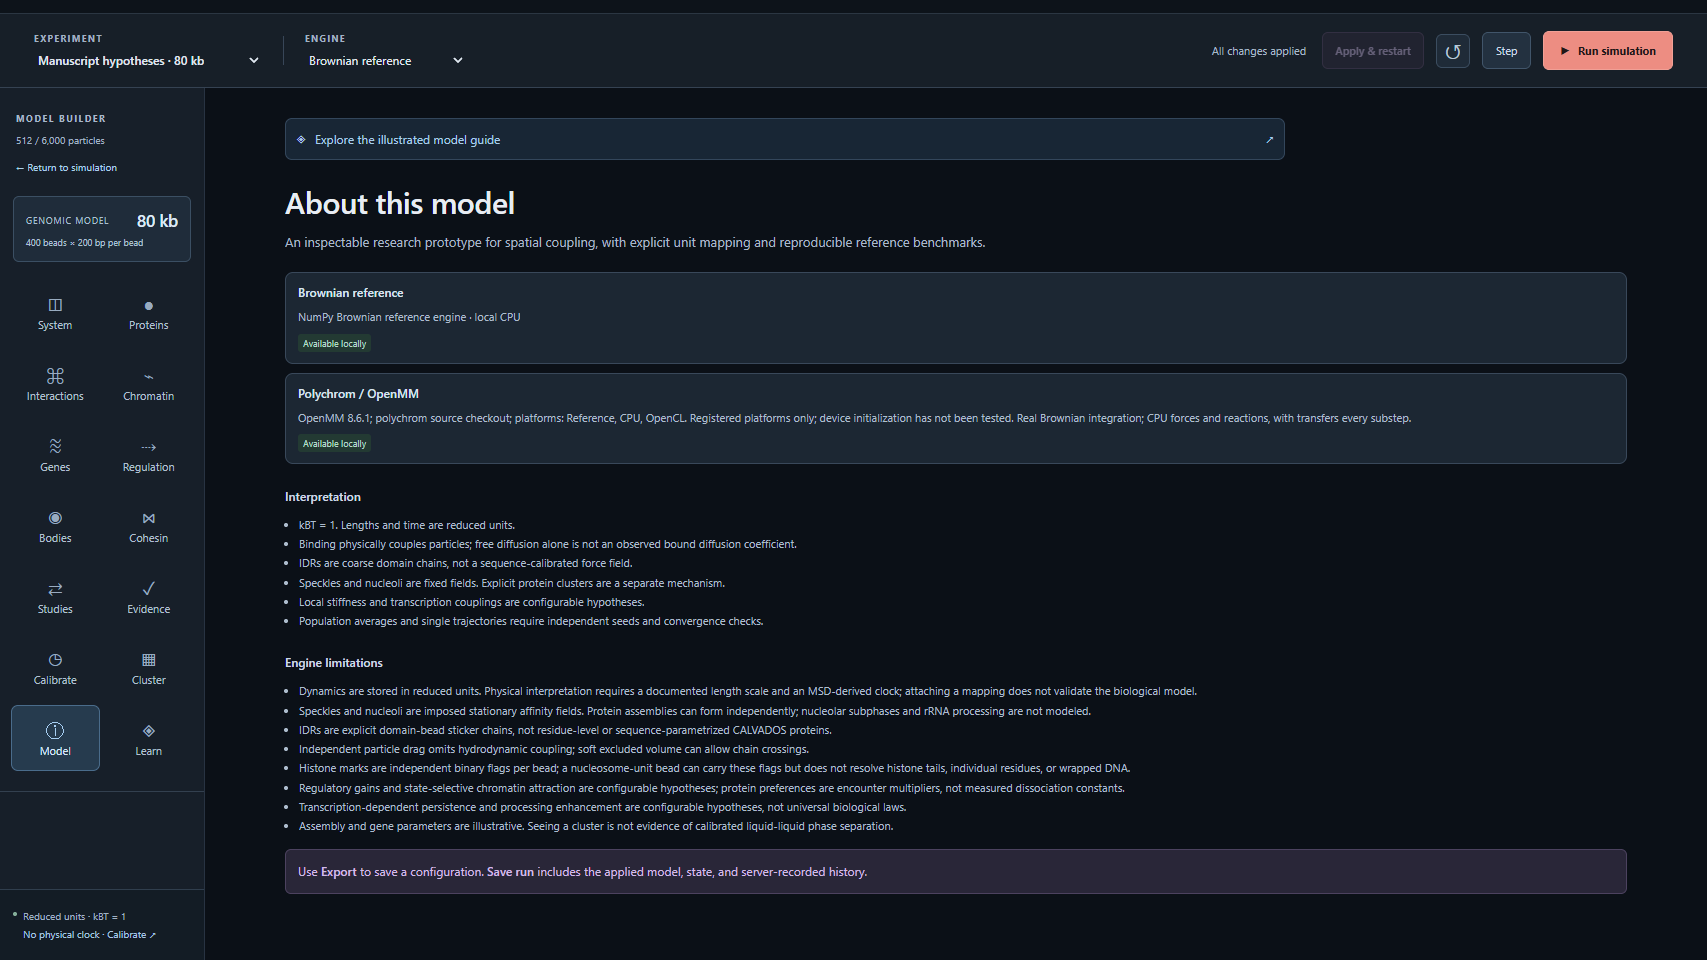 EXPERIMENT
Manuscript hypotheses · 80 kb
ENGINE
Brownian reference
All changes applied
Apply & restart
Step
Run simulation
MODEL BUILDER
512 / 6,000 particles
← Return to simulation
GENOMIC MODEL 80 kb
400 beads × 200 bp per bead
System
Proteins
Interactions
Chromatin
Genes
Regulation
Bodies
Cohesin
Studies
Evidence
Calibrate
Cluster
Model
Learn
Reduced units · kBT = 1
No physical clock · Calibrate ↗
Explore the illustrated model guide ↗
About this model
An inspectable research prototype for spatial coupling, with explicit unit mapping and reproducible reference benchmarks.
Brownian reference
NumPy Brownian reference engine · local CPU
Available locally
Polychrom / OpenMM
OpenMM 8.6.1; polychrom source checkout; platforms: Reference, CPU, OpenCL. Registered platforms only; device initialization has not been tested. Real Brownian integration; CPU forces and reactions, with transfers every substep.
Available locally
Interpretation
• kBT = 1. Lengths and time are reduced units.
• Binding physically couples particles; free diffusion alone is not an observed bound diffusion coefficient.
• IDRs are coarse domain chains, not a sequence-calibrated force field.
• Speckles and nucleoli are fixed fields. Explicit protein clusters are a separate mechanism.
• Local stiffness and transcription couplings are configurable hypotheses.
• Population averages and single trajectories require independent seeds and convergence checks.
Engine limitations
• Dynamics are stored in reduced units. Physical interpretation requires a documented length scale and an MSD-derived clock; attaching a mapping does not validate the biological model.
• Speckles and nucleoli are imposed stationary affinity fields. Protein assemblies can form independently; nucleolar subphases and rRNA processing are not modeled.
• IDRs are explicit domain-bead sticker chains, not residue-level or sequence-parametrized CALVADOS proteins.
• Independent particle drag omits hydrodynamic coupling; soft excluded volume can allow chain crossings.
• Histone marks are independent binary flags per bead; a nucleosome-unit bead can carry these flags but does not resolve histone tails, individual residues, or wrapped DNA.
• Regulatory gains and state-selective chromatin attraction are configurable hypotheses; protein preferences are encounter multipliers, not measured dissociation constants.
• Transcription-dependent persistence and processing enhancement are configurable hypotheses, not universal biological laws.
• Assembly and gene parameters are illustrative. Seeing a cluster is not evidence of calibrated liquid-liquid phase separation.
Use Export to save a configuration. Save run includes the applied model, state, and server-recorded history.